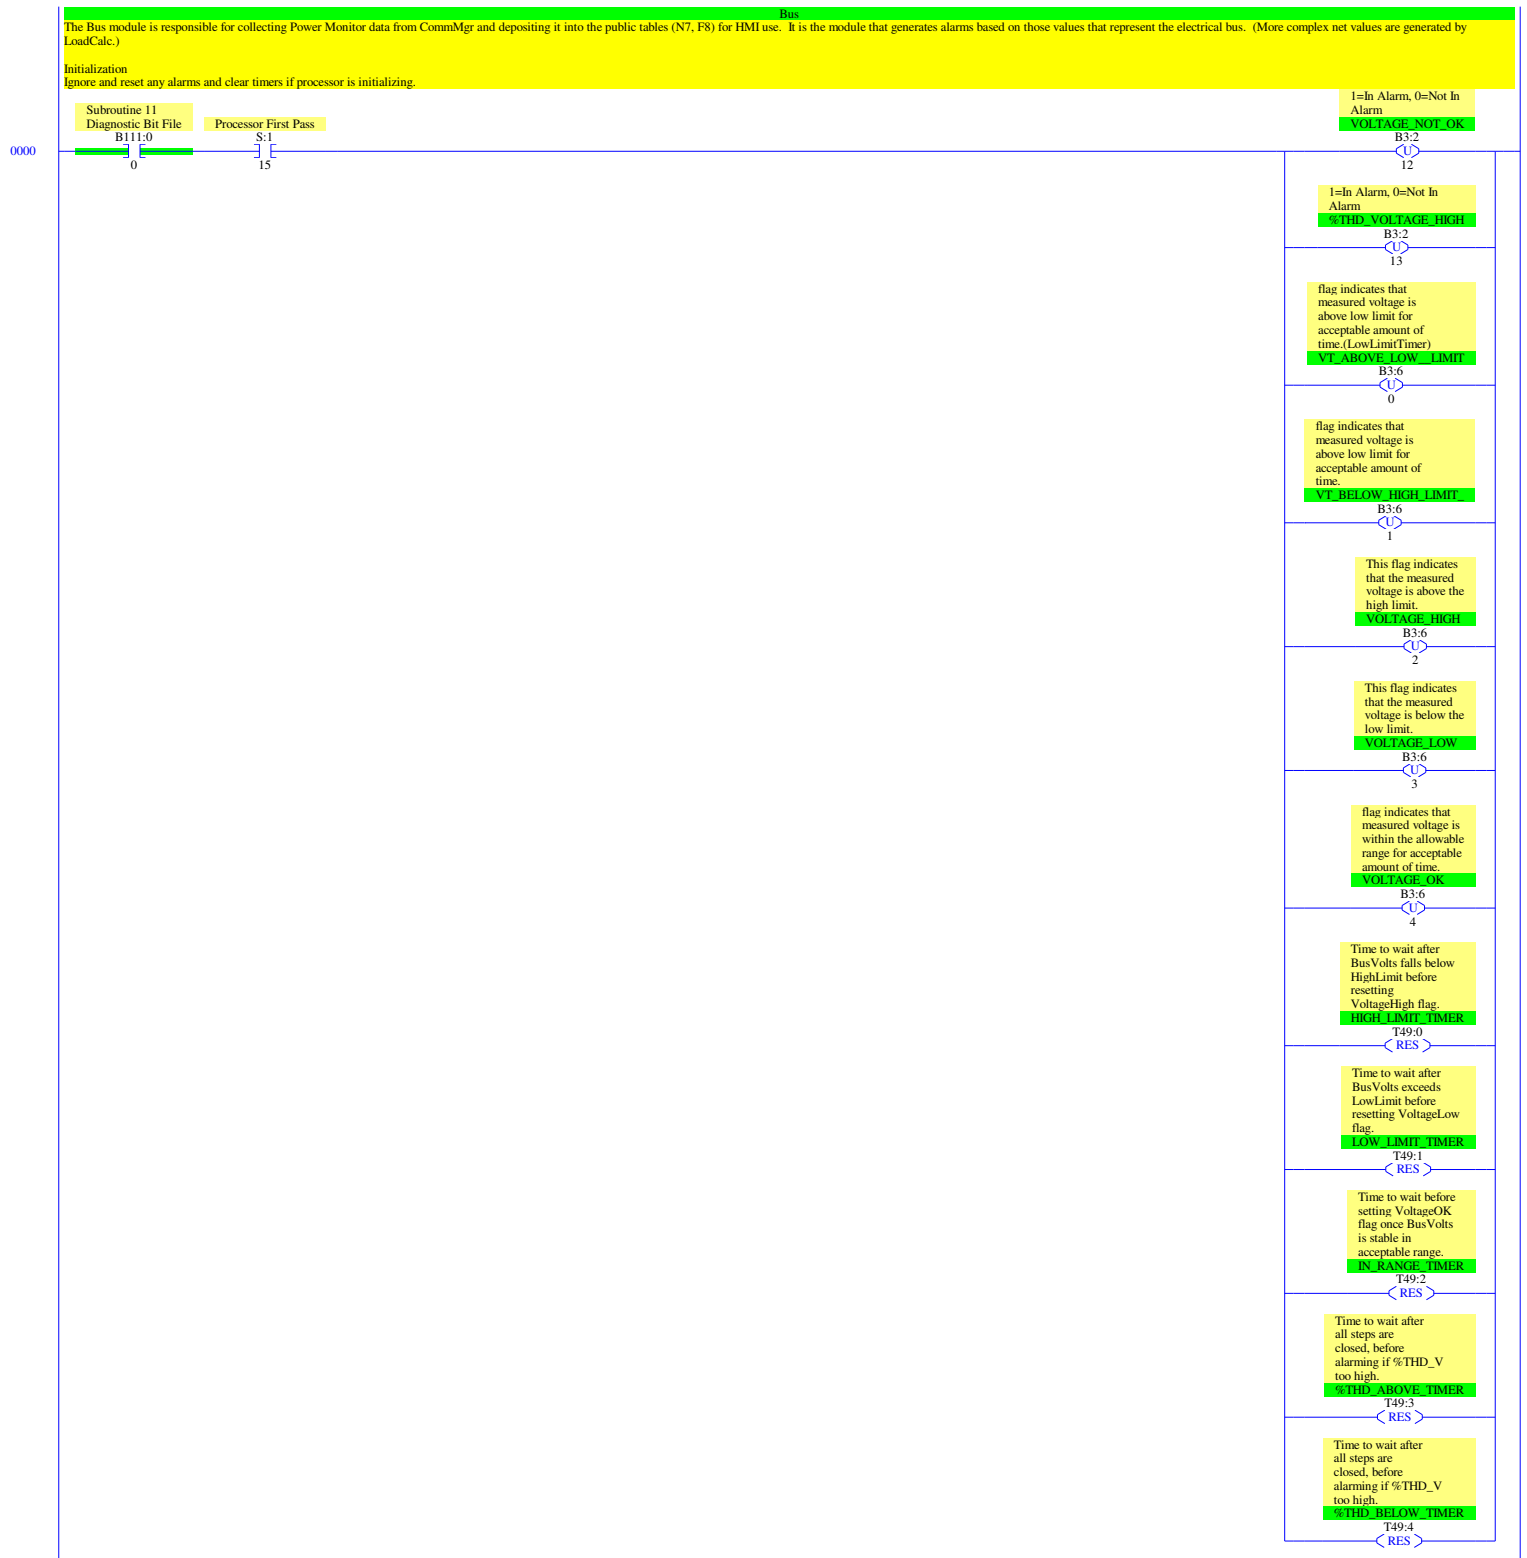 Bus
The Bus module is responsible for collecting Power Monitor data from CommMgr and depositing it into the public tables (N7, F8) for HMI use.  It is the module that generates alarms based on those values that represent the electrical bus.  (More complex net values are generated by
LoadCalc.)
Initialization
Ignore and reset any alarms and clear timers if processor is initializing.
Subroutine 11
Diagnostic Bit File
B111:0
0
Processor First Pass
S:1
15
0000
1=In Alarm, 0=Not In
Alarm
VOLTAGE_NOT_OK
B3:2
U
12
1=In Alarm, 0=Not In
Alarm
%THD_VOLTAGE_HIGH
B3:2
U
13
flag indicates that
measured voltage is
above low limit for
acceptable amount of
time.(LowLimitTimer)
VT_ABOVE_LOW__LIMIT
B3:6
U
0
flag indicates that
measured voltage is
above low limit for
acceptable amount of
time.
VT_BELOW_HIGH_LIMIT_
B3:6
U
1
This flag indicates
that the measured
voltage is above the
high limit.
VOLTAGE_HIGH
B3:6
U
2
This flag indicates
that the measured
voltage is below the
low limit.
VOLTAGE_LOW
B3:6
U
3
flag indicates that
measured voltage is
within the allowable
range for acceptable
amount of time.
VOLTAGE_OK
B3:6
U
4
Time to wait after
BusVolts falls below
HighLimit before
resetting
VoltageHigh flag.
HIGH_LIMIT_TIMER
T49:0
RES
Time to wait after
BusVolts exceeds
LowLimit before
resetting VoltageLow
flag.
LOW_LIMIT_TIMER
T49:1
RES
Time to wait before
setting VoltageOK
flag once BusVolts
is stable in
acceptable range.
IN_RANGE_TIMER
T49:2
RES
Time to wait after
all steps are
closed, before
alarming if %THD_V
too high.
%THD_ABOVE_TIMER
T49:3
RES
Time to wait after
all steps are
closed, before
alarming if %THD_V
too high.
%THD_BELOW_TIMER
T49:4
RES